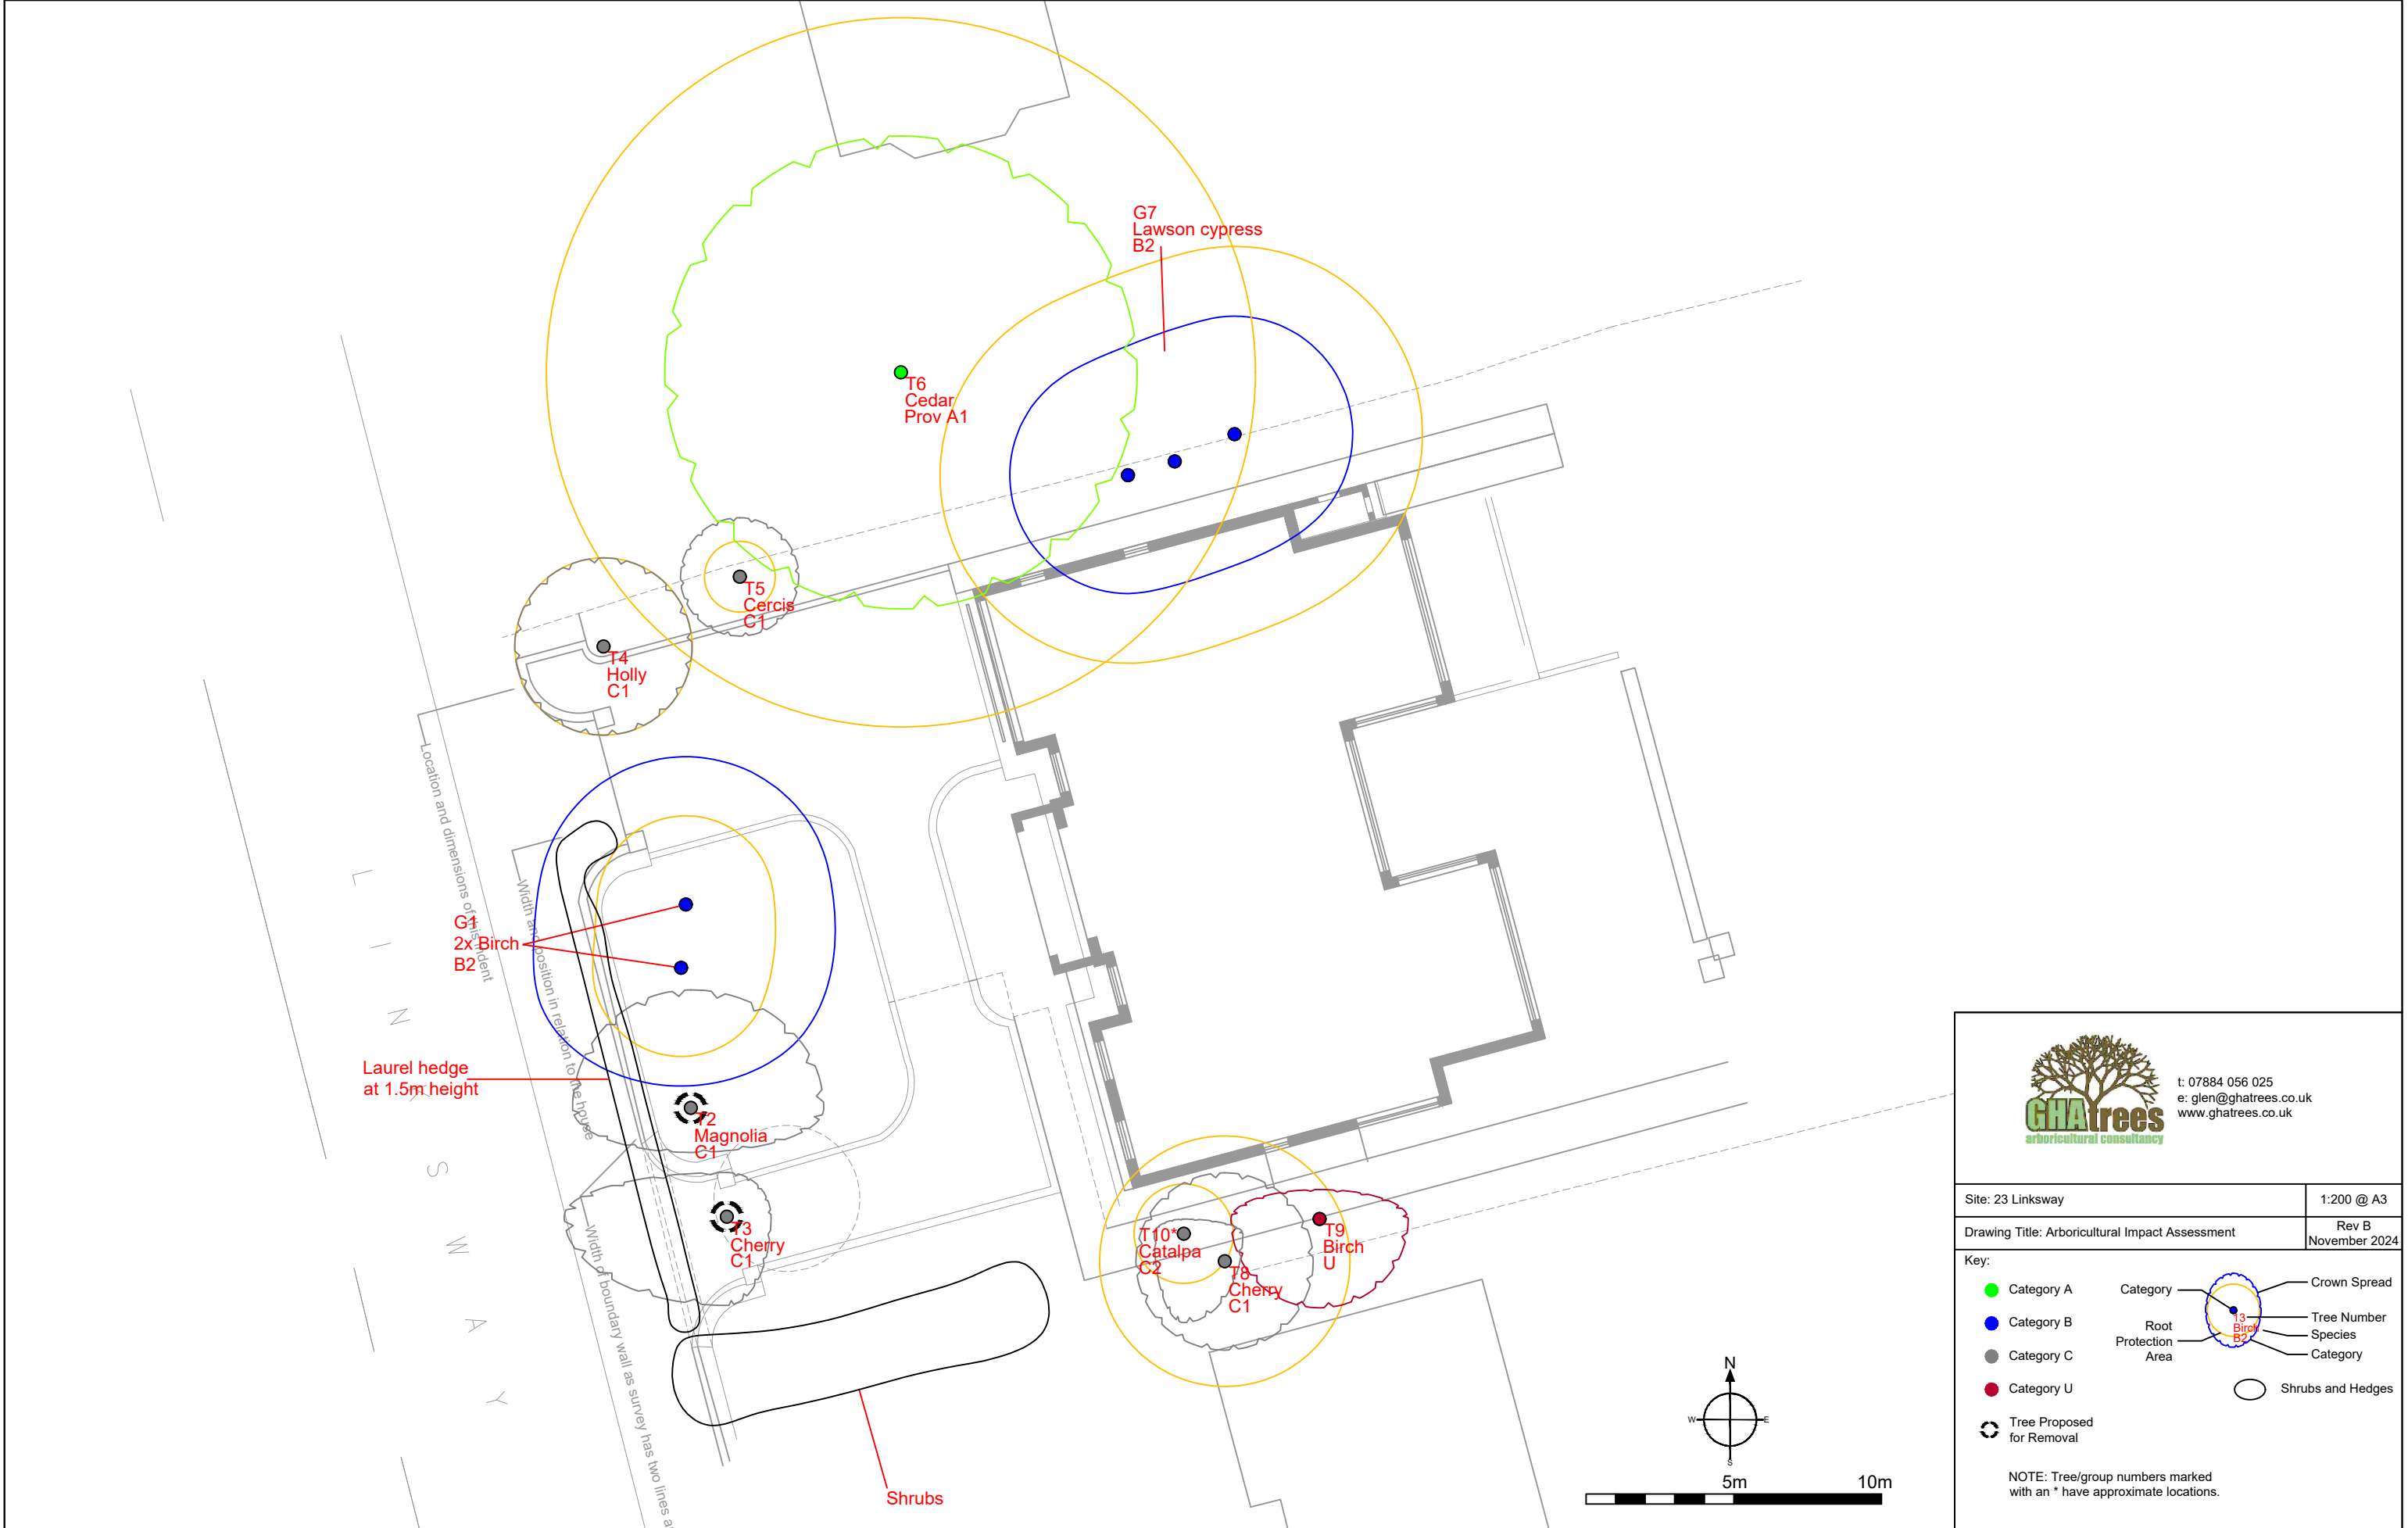 G7
Lawson cypress
B2
T6
Cedar
Prov A1
T5
Cercis
C1
T4
Holly
C1
Location and dimensions of this indent
Width and position in relation to the house
G1
2x Birch
B2
Laurel hedge
at 1.5m height
T2
Magnolia
C1
T3
Cherry
C1
Width of boundary wall as survey has two lines
L I N K S W A Y
T10*
Catalpa
C2
T8
Cherry
C1
T9
Birch
U
Shrubs
N
W
E
S
5m
10m
GHAtrees
arboricultural consultancy
t: 07884 056 025
e: glen@ghatrees.co.uk
www.ghatrees.co.uk
Site: 23 Linksway
1:200 @ A3
Drawing Title: Arboricultural Impact Assessment
Rev B
November 2024
Key:
Category A
Category B
Category C
Category U
Tree Proposed
for Removal
Category
Root
Protection
Area
13
Birch
B2
Crown Spread
Tree Number
Species
Category
Shrubs and Hedges
NOTE: Tree/group numbers marked
with an * have approximate locations.